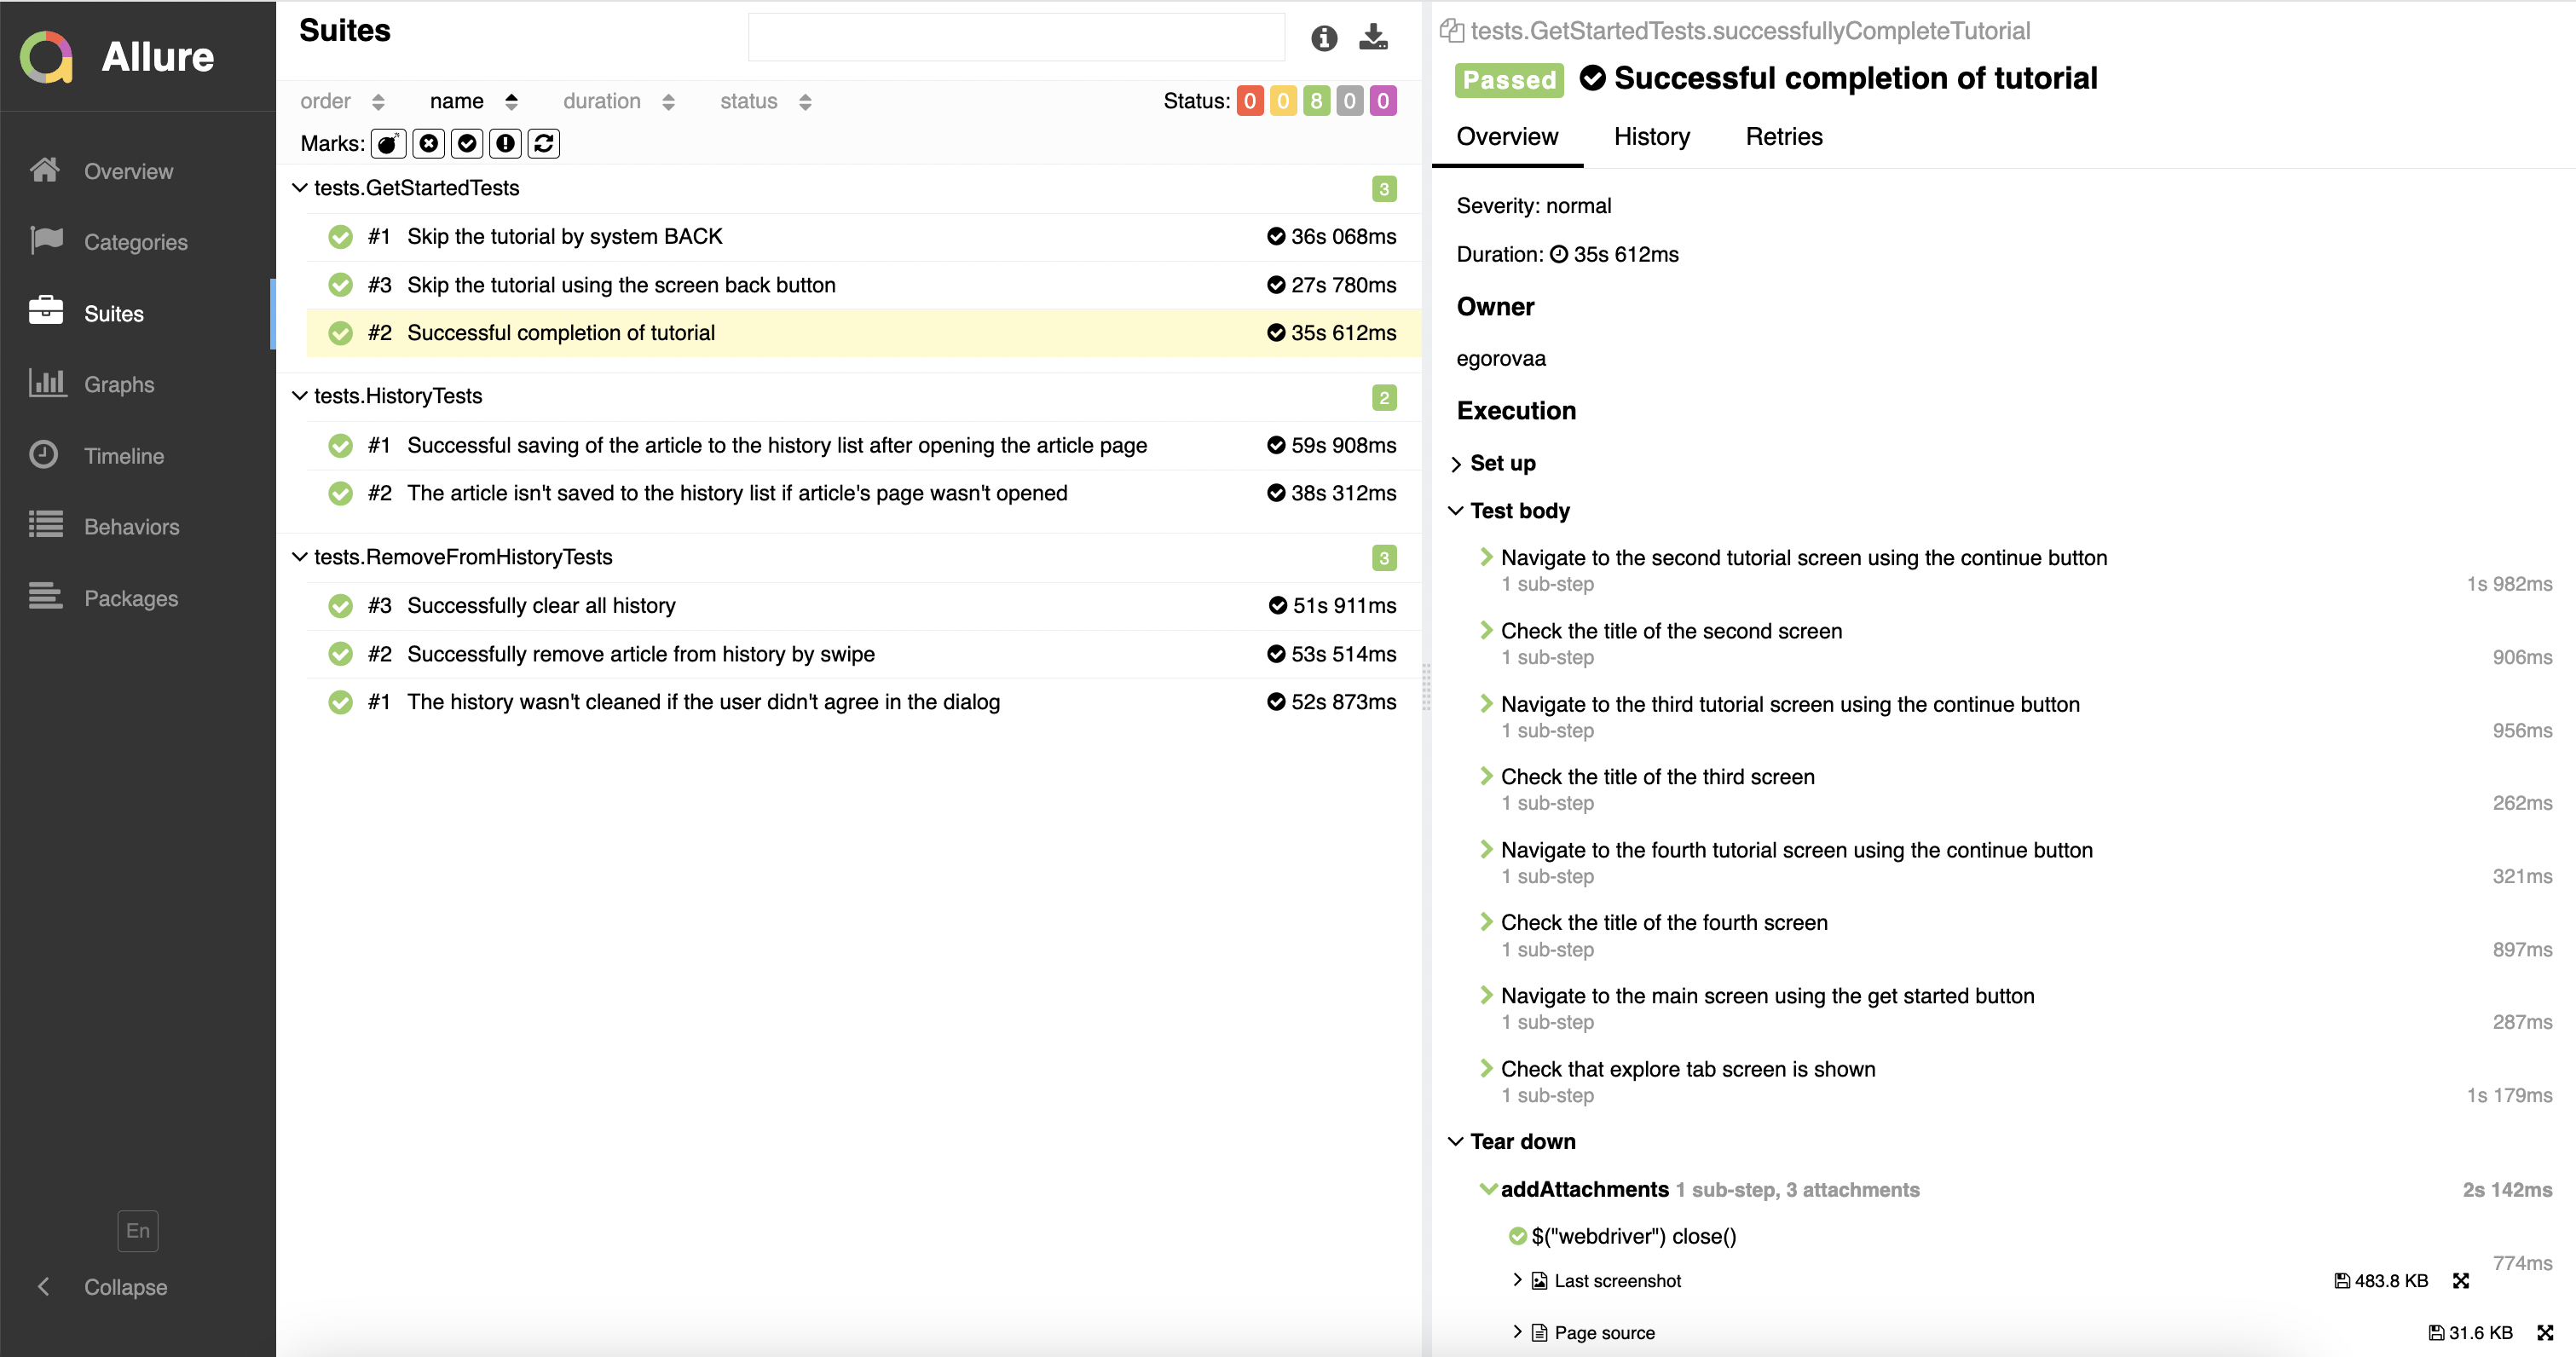 Allure
Overview
Categories
Suites
Graphs
Timeline
Behaviors
Packages
En
Collapse
Suites
order name duration status
Status: 0 0 8 0 0
Marks:
tests.GetStartedTests 3
#1 Skip the tutorial by system BACK 36s 068ms
#3 Skip the tutorial using the screen back button 27s 780ms
#2 Successful completion of tutorial 35s 612ms
tests.HistoryTests 2
#1 Successful saving of the article to the history list after opening the article page 59s 908ms
#2 The article isn't saved to the history list if article's page wasn't opened 38s 312ms
tests.RemoveFromHistoryTests 3
#3 Successfully clear all history 51s 911ms
#2 Successfully remove article from history by swipe 53s 514ms
#1 The history wasn't cleaned if the user didn't agree in the dialog 52s 873ms
tests.GetStartedTests.successfullyCompleteTutorial
Passed Successful completion of tutorial
Overview History Retries
Severity: normal
Duration: 35s 612ms
Owner
egorovaa
Execution
Set up
Test body
Navigate to the second tutorial screen using the continue button
1 sub-step 1s 982ms
Check the title of the second screen
1 sub-step 906ms
Navigate to the third tutorial screen using the continue button
1 sub-step 956ms
Check the title of the third screen
1 sub-step 262ms
Navigate to the fourth tutorial screen using the continue button
1 sub-step 321ms
Check the title of the fourth screen
1 sub-step 897ms
Navigate to the main screen using the get started button
1 sub-step 287ms
Check that explore tab screen is shown
1 sub-step 1s 179ms
Tear down
addAttachments 1 sub-step, 3 attachments 2s 142ms
$("webdriver") close()
774ms
Last screenshot 483.8 KB
Page source 31.6 KB